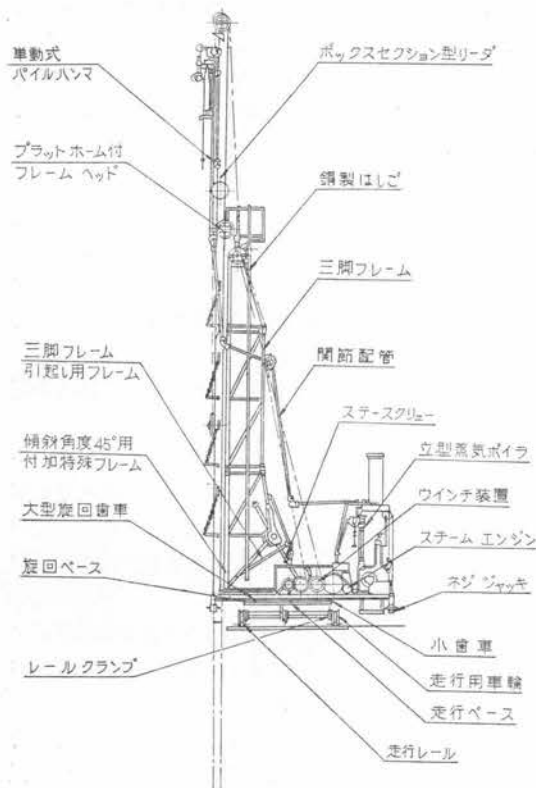 単動式
パイルハンマ
プラットホーム付
フレーム ヘッド
三脚フレーム
引起し用フレーム
傾斜角度45°用
付加特殊フレーム
大型旋回歯車
旋回ベース
レールクランプ
ボックスセクション型リーダ
鋼製はしご
三脚フレーム
関節配管
ステースクリュー
立型蒸気ボイラ
ウインチ装置
スチーム エンジン
ネジ ジャッキ
小歯車
走行用車輪
走行ベース
走行レール